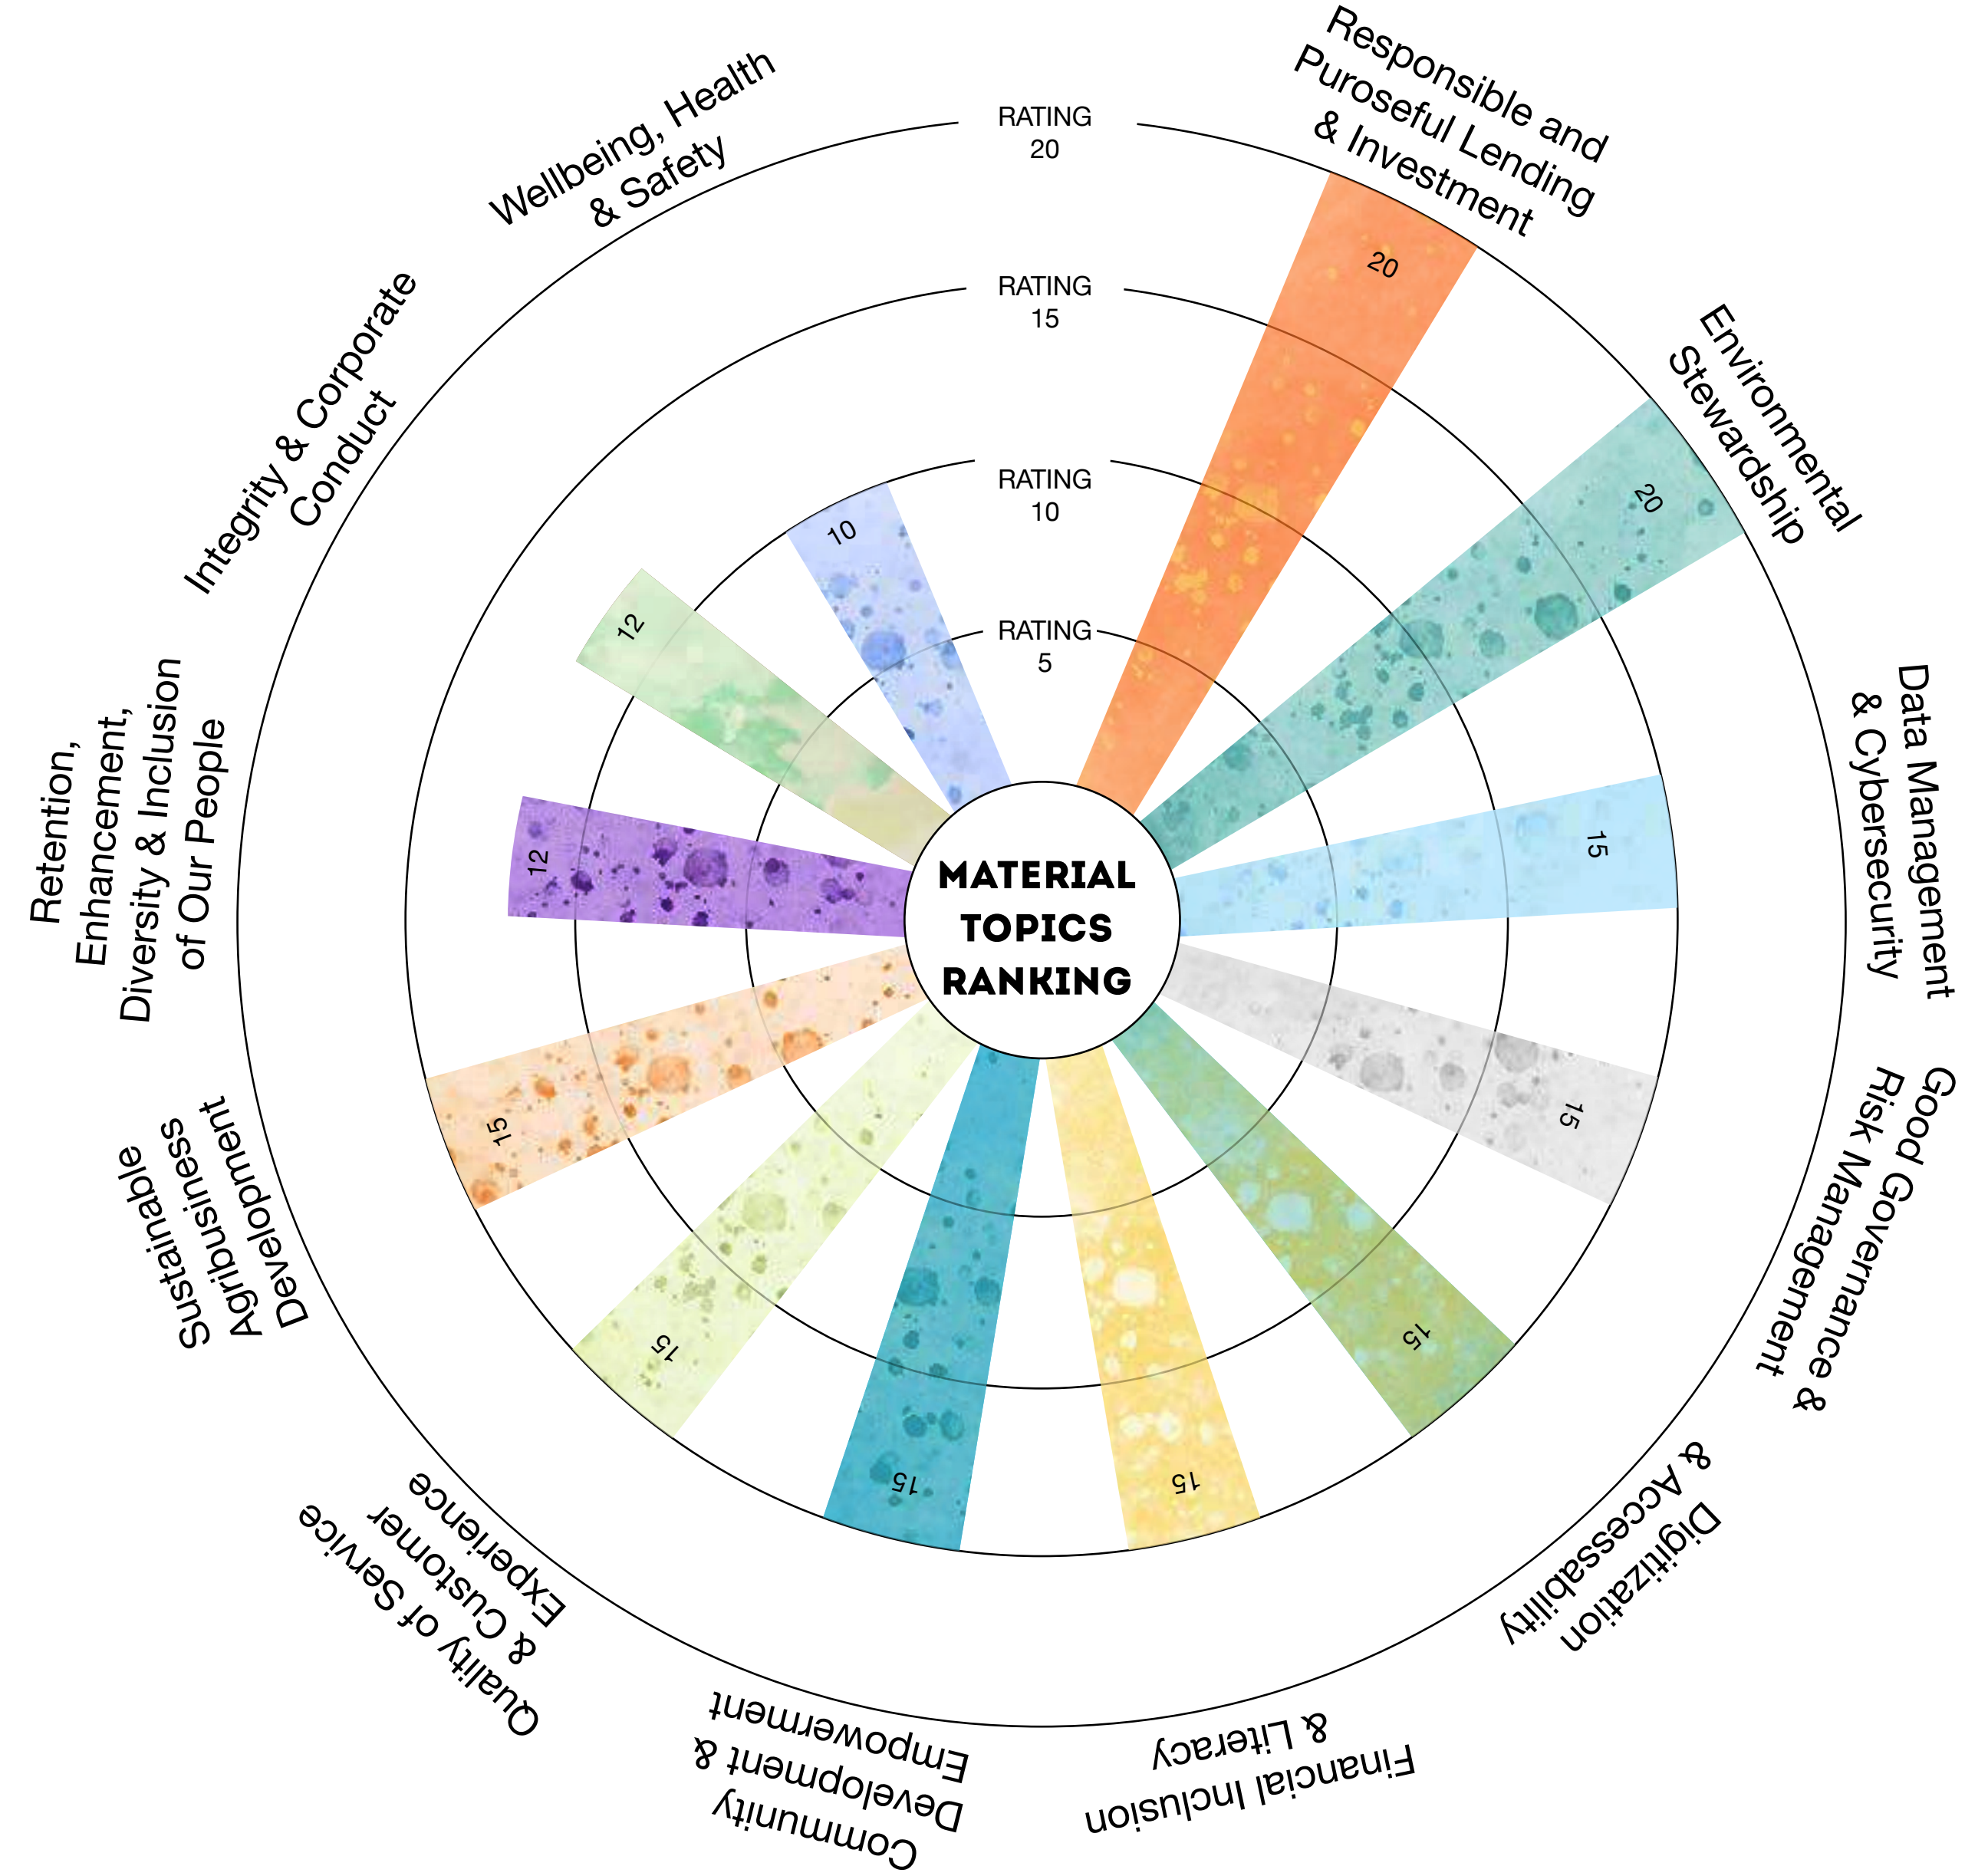 RATING
20
RATING
15
RATING
10
RATING
5
MATERIAL
TOPICS
RANKING
Responsible and
Puroseful Lending
& Investment
20
Environmental
Stewardship
20
Data Management
& Cybersecurity
15
Good Governance &
Risk Management
15
Digitization
& Accessability
15
Financial Inclusion
& Literacy
15
Community
Development &
Empowerment
15
Quality of Service
& Customer
Experience
15
Sustainable
Agribusiness
Development
15
Retention,
Enhancement,
Diversity & Inclusion
of Our People
12
Integrity & Corporate
Conduct
12
Wellbeing, Health
& Safety
10